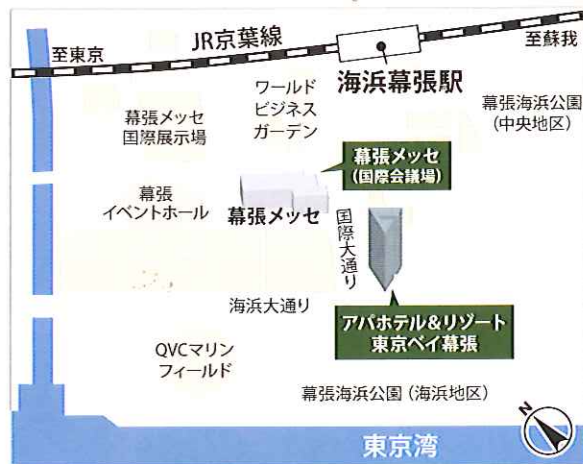 JR京葉線
至東京
至蘇我
海浜幕張駅
ワールド
ビジネス
ガーデン
幕張海浜公園
(中央地区)
幕張メッセ
国際展示場
幕張メッセ
(国際会議場)
幕張
イベントホール
幕張メッセ
国際大通り
海浜大通り
アパホテル&リゾート
東京ベイ幕張
QVCマリン
フィールド
幕張海浜公園(海浜地区)
N
東京湾